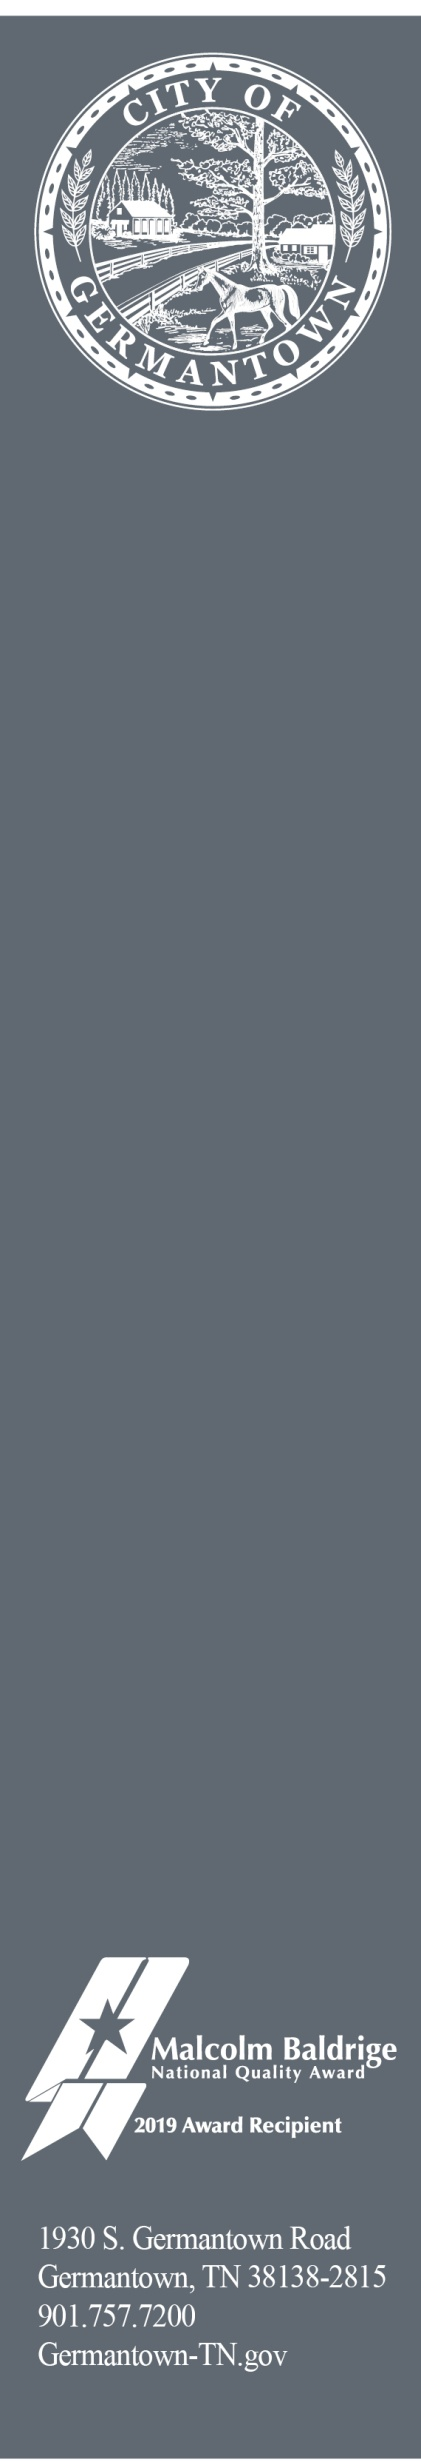 CITY OF
GERMANTOWN
Malcolm Baldrige
National Quality Award
2019 Award Recipient
1930 S. Germantown Road
Germantown, TN 38138-2815
901.757.7200
Germantown-TN.gov